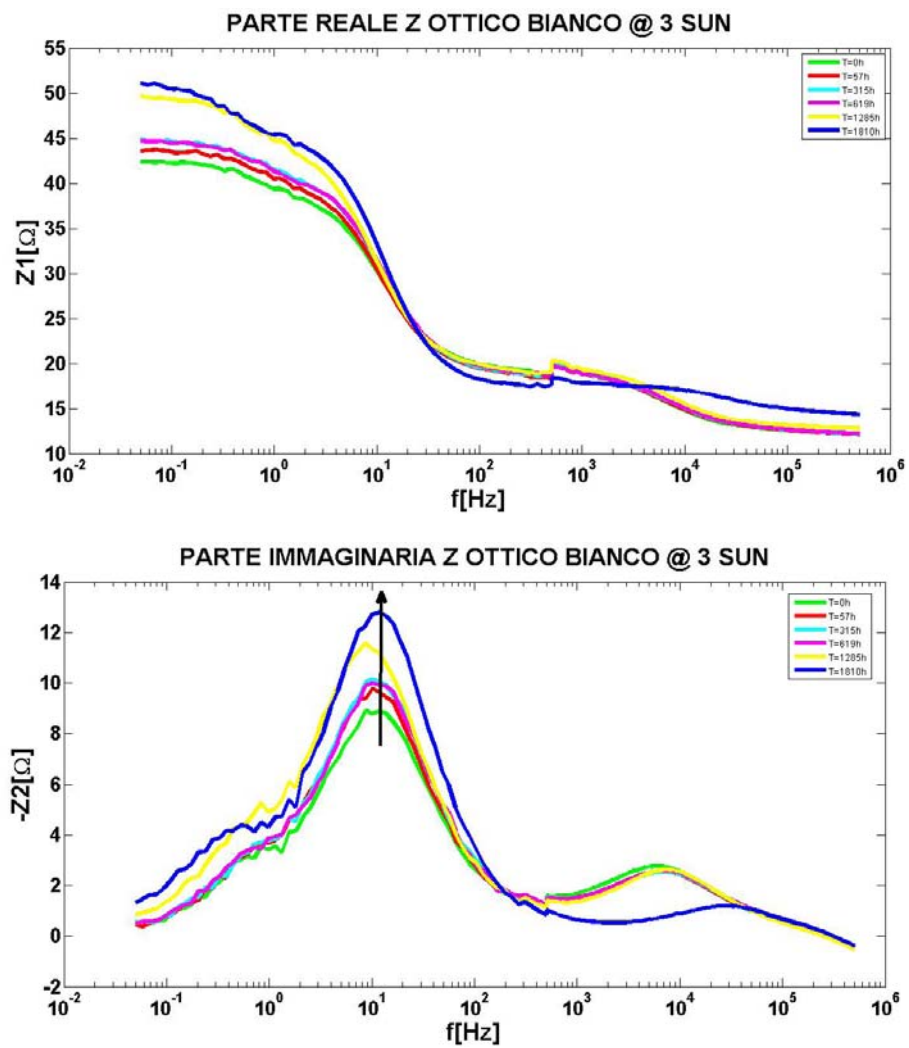 PARTE REALE Z OTTICO BIANCO @ 3 SUN
55
50
45
40
35
30
25
20
15
10
Z1[Ω]
T=0h
T=57h
T=315h
T=619h
T=1285h
T=1810h
10-2 10-1 100 101 102 103 104 105 106
f[Hz]
PARTE IMMAGINARIA Z OTTICO BIANCO @ 3 SUN
14
12
10
8
6
4
2
0
-2
-Z2[Ω]
T=0h
T=57h
T=315h
T=619h
T=1285h
T=1810h
10-2 10-1 100 101 102 103 104 105 106
f[Hz]